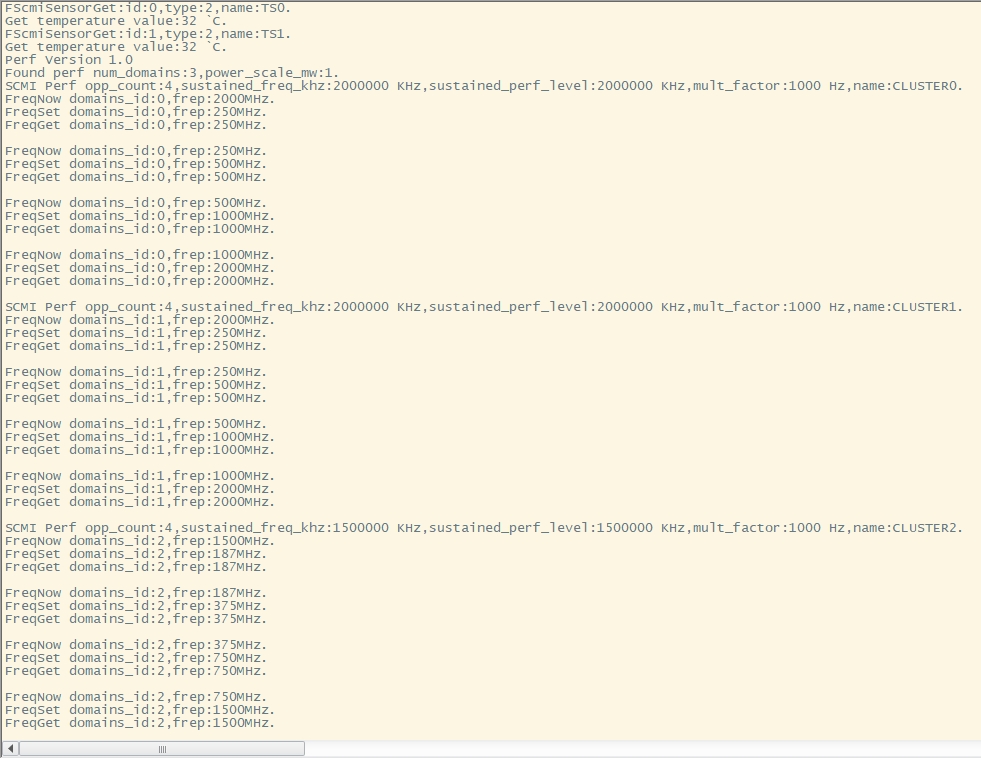 FScmiSensorGet:id:0,type:2,name:TS0.
Get temperature value:32 `C.
FScmiSensorGet:id:1,type:2,name:TS1.
Get temperature value:32 `C.
Perf Version 1.0
Found perf num_domains:3,power_scale_mw:1.
SCMI Perf opp_count:4,sustained_freq_khz:2000000 KHz,sustained_perf_level:2000000 KHz,mult_factor:1000 Hz,name:CLUSTER0.
FreqNow domains_id:0,frep:2000MHz.
FreqSet domains_id:0,frep:250MHz.
FreqGet domains_id:0,frep:250MHz.

FreqNow domains_id:0,frep:250MHz.
FreqSet domains_id:0,frep:500MHz.
FreqGet domains_id:0,frep:500MHz.

FreqNow domains_id:0,frep:500MHz.
FreqSet domains_id:0,frep:1000MHz.
FreqGet domains_id:0,frep:1000MHz.

FreqNow domains_id:0,frep:1000MHz.
FreqSet domains_id:0,frep:2000MHz.
FreqGet domains_id:0,frep:2000MHz.

SCMI Perf opp_count:4,sustained_freq_khz:2000000 KHz,sustained_perf_level:2000000 KHz,mult_factor:1000 Hz,name:CLUSTER1.
FreqNow domains_id:1,frep:2000MHz.
FreqSet domains_id:1,frep:250MHz.
FreqGet domains_id:1,frep:250MHz.

FreqNow domains_id:1,frep:250MHz.
FreqSet domains_id:1,frep:500MHz.
FreqGet domains_id:1,frep:500MHz.

FreqNow domains_id:1,frep:500MHz.
FreqSet domains_id:1,frep:1000MHz.
FreqGet domains_id:1,frep:1000MHz.

FreqNow domains_id:1,frep:1000MHz.
FreqSet domains_id:1,frep:2000MHz.
FreqGet domains_id:1,frep:2000MHz.

SCMI Perf opp_count:4,sustained_freq_khz:1500000 KHz,sustained_perf_level:1500000 KHz,mult_factor:1000 Hz,name:CLUSTER2.
FreqNow domains_id:2,frep:1500MHz.
FreqSet domains_id:2,frep:187MHz.
FreqGet domains_id:2,frep:187MHz.

FreqNow domains_id:2,frep:187MHz.
FreqSet domains_id:2,frep:375MHz.
FreqGet domains_id:2,frep:375MHz.

FreqNow domains_id:2,frep:375MHz.
FreqSet domains_id:2,frep:750MHz.
FreqGet domains_id:2,frep:750MHz.

FreqNow domains_id:2,frep:750MHz.
FreqSet domains_id:2,frep:1500MHz.
FreqGet domains_id:2,frep:1500MHz.